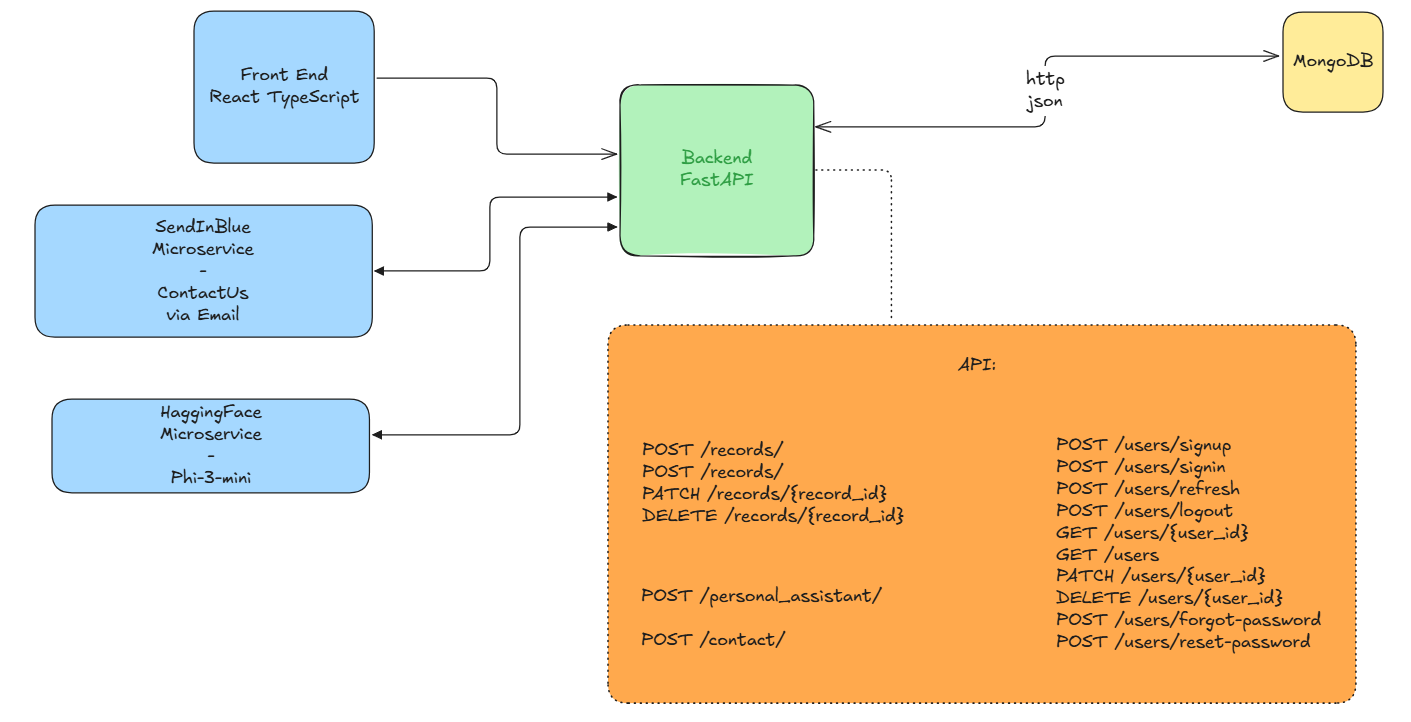 Front End
React TypeScript
SendInBlue
Microservice
-
ContactUs
via Email
HaggingFace
Microservice
-
Phi-3-mini
Backend
FastAPI
http
json
MongoDB
API:
POST /records/
POST /records/
PATCH /records/{record_id}
DELETE /records/{record_id}
POST /personal_assistant/
POST /contact/
POST /users/signup
POST /users/signin
POST /users/refresh
POST /users/logout
GET /users/{user_id}
GET /users
PATCH /users/{user_id}
DELETE /users/{user_id}
POST /users/forgot-password
POST /users/reset-password